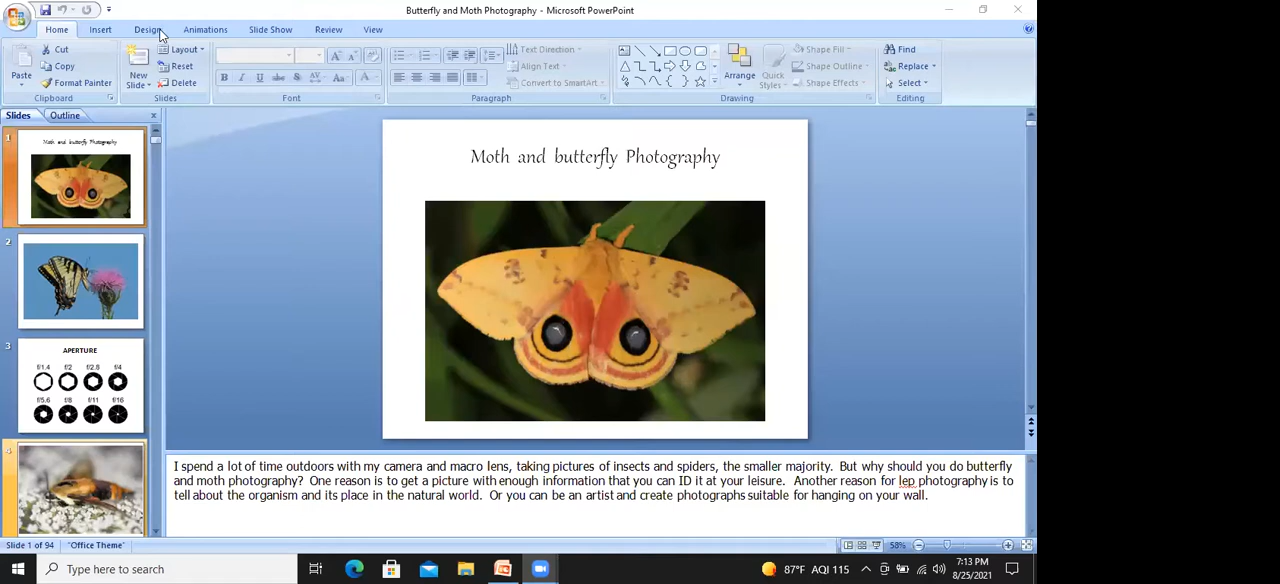 Butterfly and Moth Photography - Microsoft PowerPoint
Home Insert Design Animations Slide Show Review View
Paste Cut Copy Format Painter
Clipboard
New Slide Layout Reset Delete
Slides
B I U abc S AV Aa A
Font
Text Direction Align Text Convert to SmartArt
Paragraph
Arrange Quick Styles Shape Fill Shape Outline Shape Effects
Drawing
Find Replace Select
Editing
Slides Outline
1
Moth and butterfly Photography
2
3
APERTURE
f/1.4 f/2 f/2.8 f/4
f/5.6 f/8 f/11 f/16
4
Moth and butterfly Photography
I spend a lot of time outdoors with my camera and macro lens, taking pictures of insects and spiders, the smaller majority. But why should you do butterfly
and moth photography? One reason is to get a picture with enough information that you can ID it at your leisure. Another reason for lep photography is to
tell about the organism and its place in the natural world. Or you can be an artist and create photographs suitable for hanging on your wall.
Slide 1 of 94 "Office Theme" 58%
Type here to search
87°F AQI 115
7:13 PM
8/25/2021